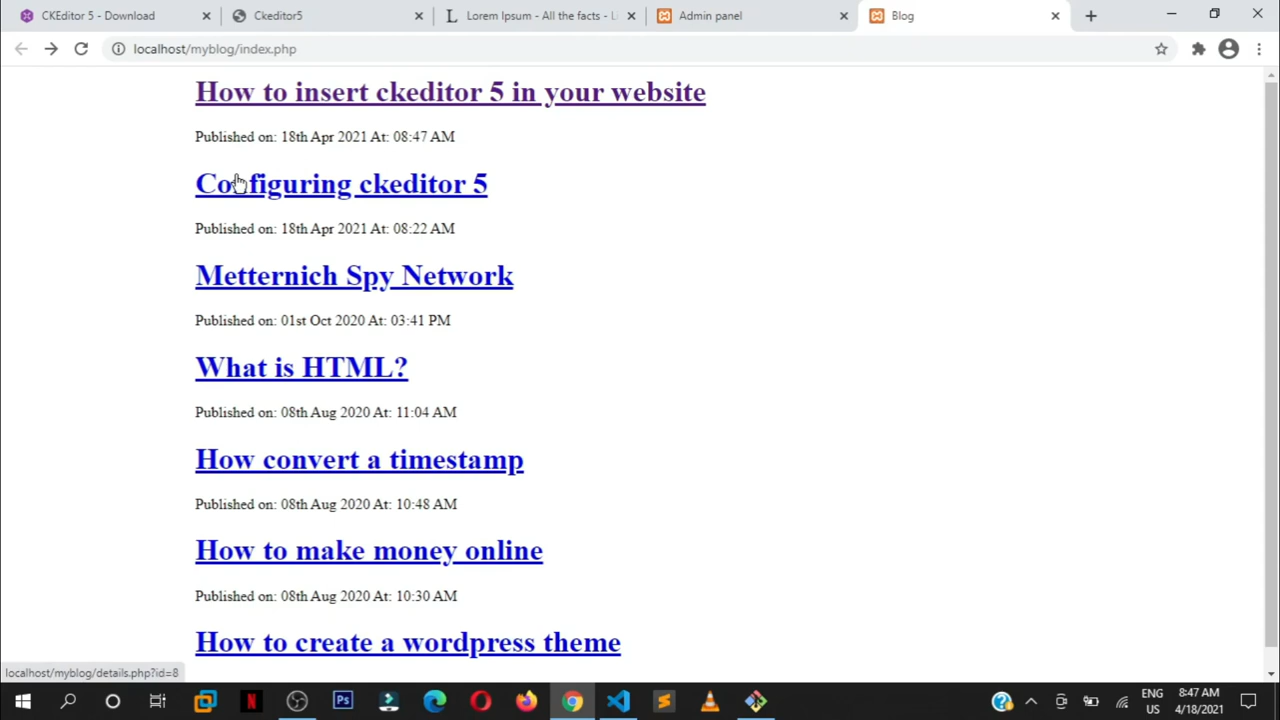 CKEditor 5 - Download
Ckeditor5
Lorem Ipsum - All the facts - Li
Admin panel
Blog
localhost/myblog/index.php
How to insert ckeditor 5 in your website
Published on: 18th Apr 2021 At: 08:47 AM
Configuring ckeditor 5
Published on: 18th Apr 2021 At: 08:22 AM
Metternich Spy Network
Published on: 01st Oct 2020 At: 03:41 PM
What is HTML?
Published on: 08th Aug 2020 At: 11:04 AM
How convert a timestamp
Published on: 08th Aug 2020 At: 10:48 AM
How to make money online
Published on: 08th Aug 2020 At: 10:30 AM
How to create a wordpress theme
localhost/myblog/details.php?id=8
ENG 8:47 AM
US 4/18/2021